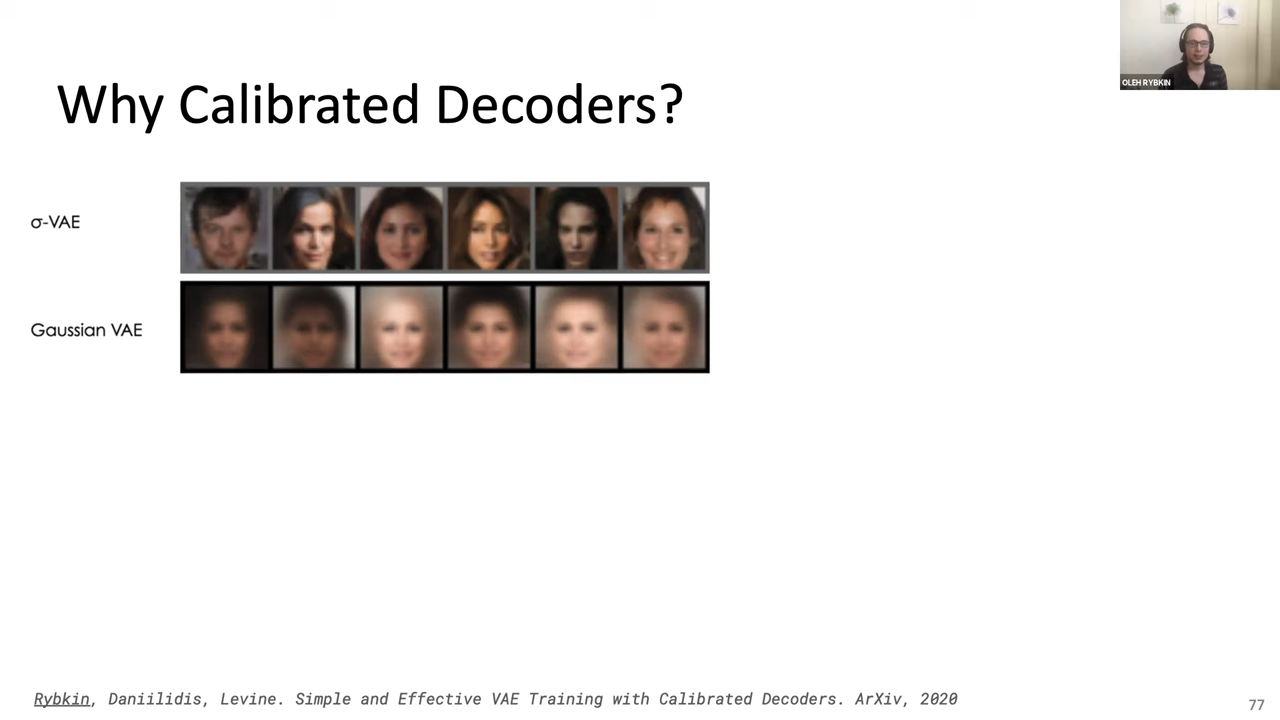 OLEH RYBKIN
Why Calibrated Decoders?
σ-VAE
Gaussian VAE
Rybkin, Daniilidis, Levine. Simple and Effective VAE Training with Calibrated Decoders. ArXiv, 2020
77